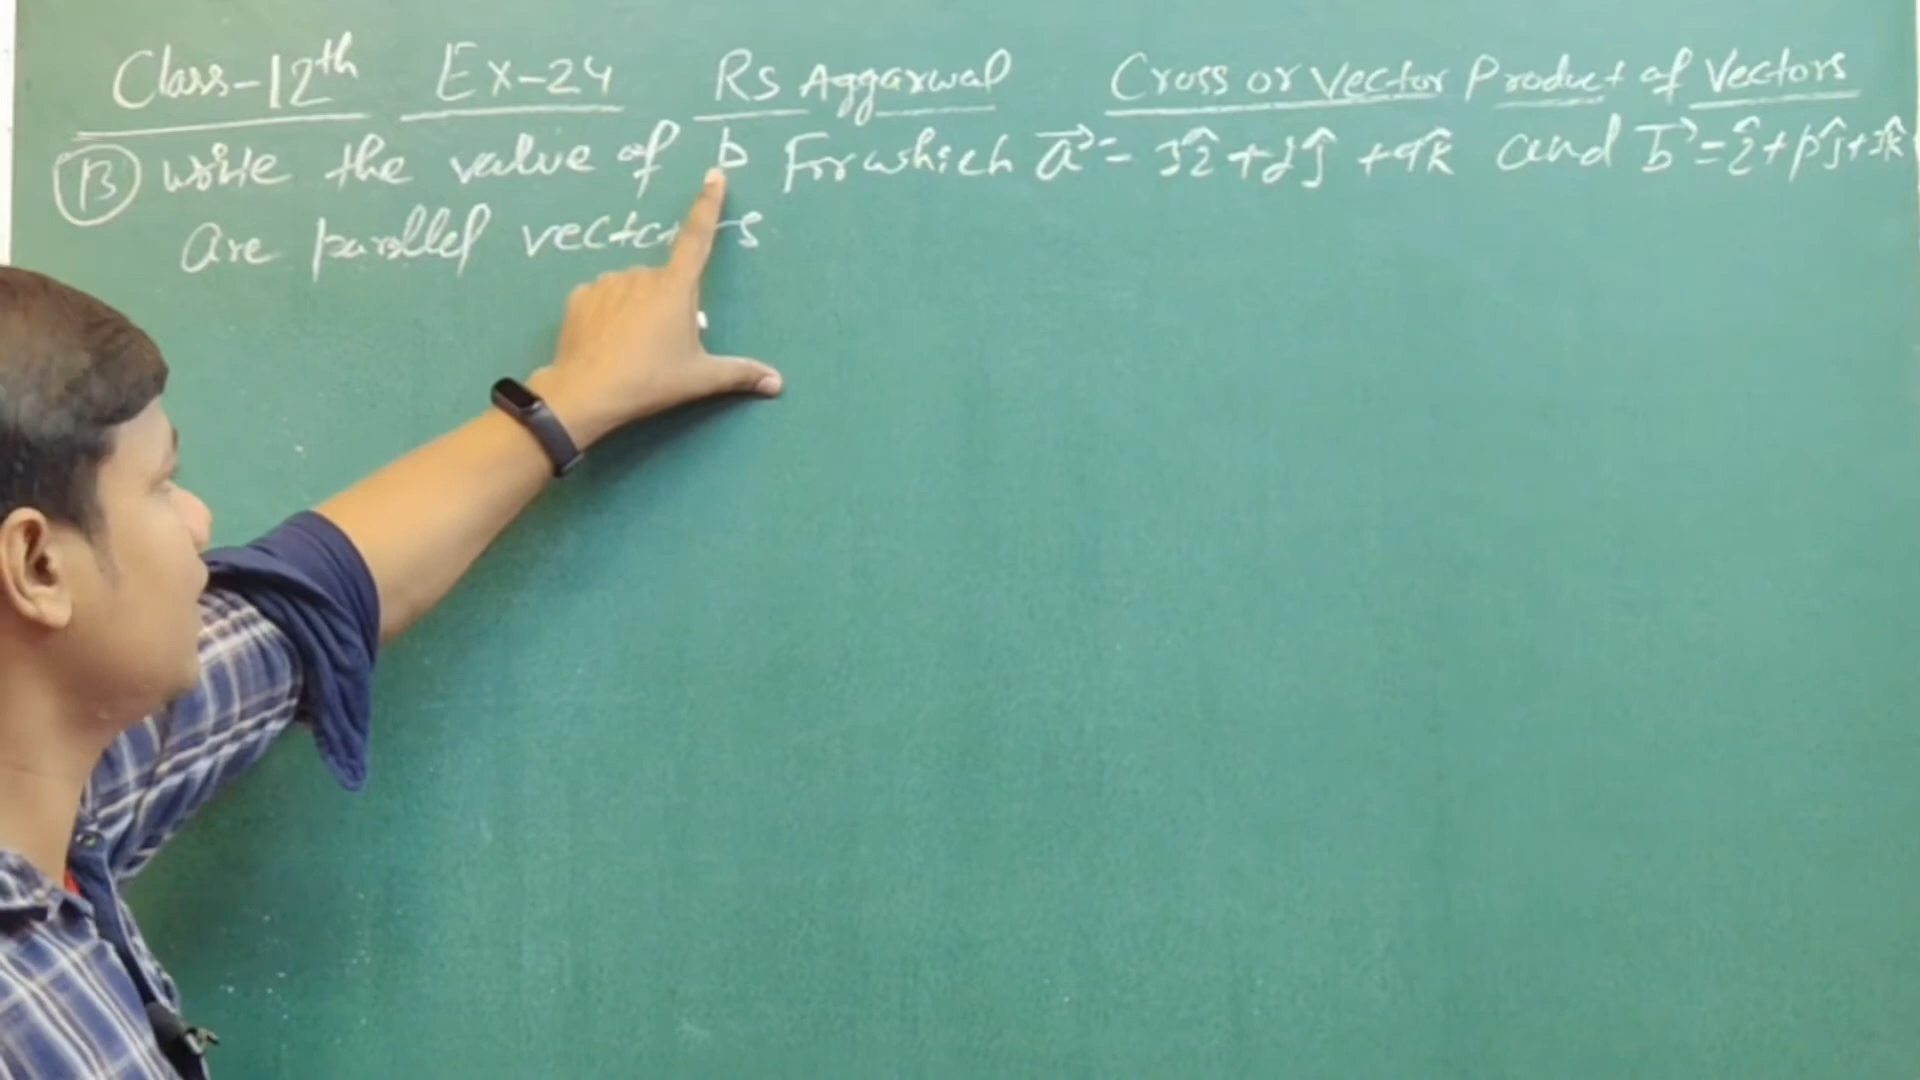 Class-12th Ex-24 RS Aggarwal Cross or Vector Product of Vectors
13 Write the value of p For which a⃗ = 3î + 2ĵ + 9k̂ and b⃗ = î + pĵ + 3k̂
are parallel vectors